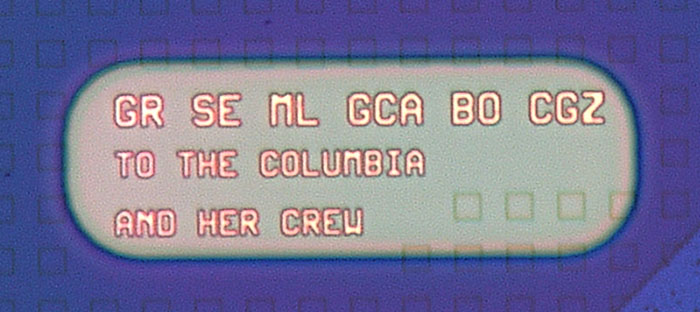 GR SE ML GCA BO CGZ
TO THE COLUMBIA
AND HER CREW